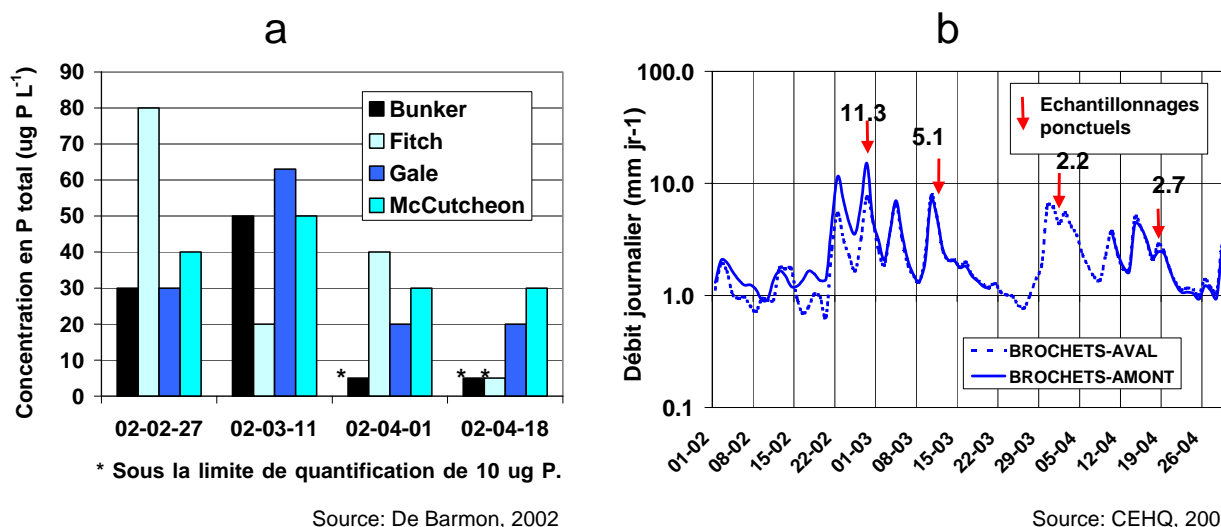 a
Concentration en P total (ug P L-1)
90
80
70
60
50
40
30
20
10
0
Bunker
Fitch
Gale
McCutcheon
* * *
02-02-27 02-03-11 02-04-01 02-04-18
* Sous la limite de quantification de 10 ug P.
Source: De Barmon, 2002
b
Débit journalier (mm jr-1)
100.0
10.0
1.0
0.1
11.3
5.1
2.2
2.7
Echantillonnages
ponctuels
BROCHETS-AVAL
BROCHETS-AMONT
01-02 08-02 15-02 22-02 01-03 08-03 15-03 22-03 29-03 05-04 12-04 19-04 26-04
Source: CEHQ, 200